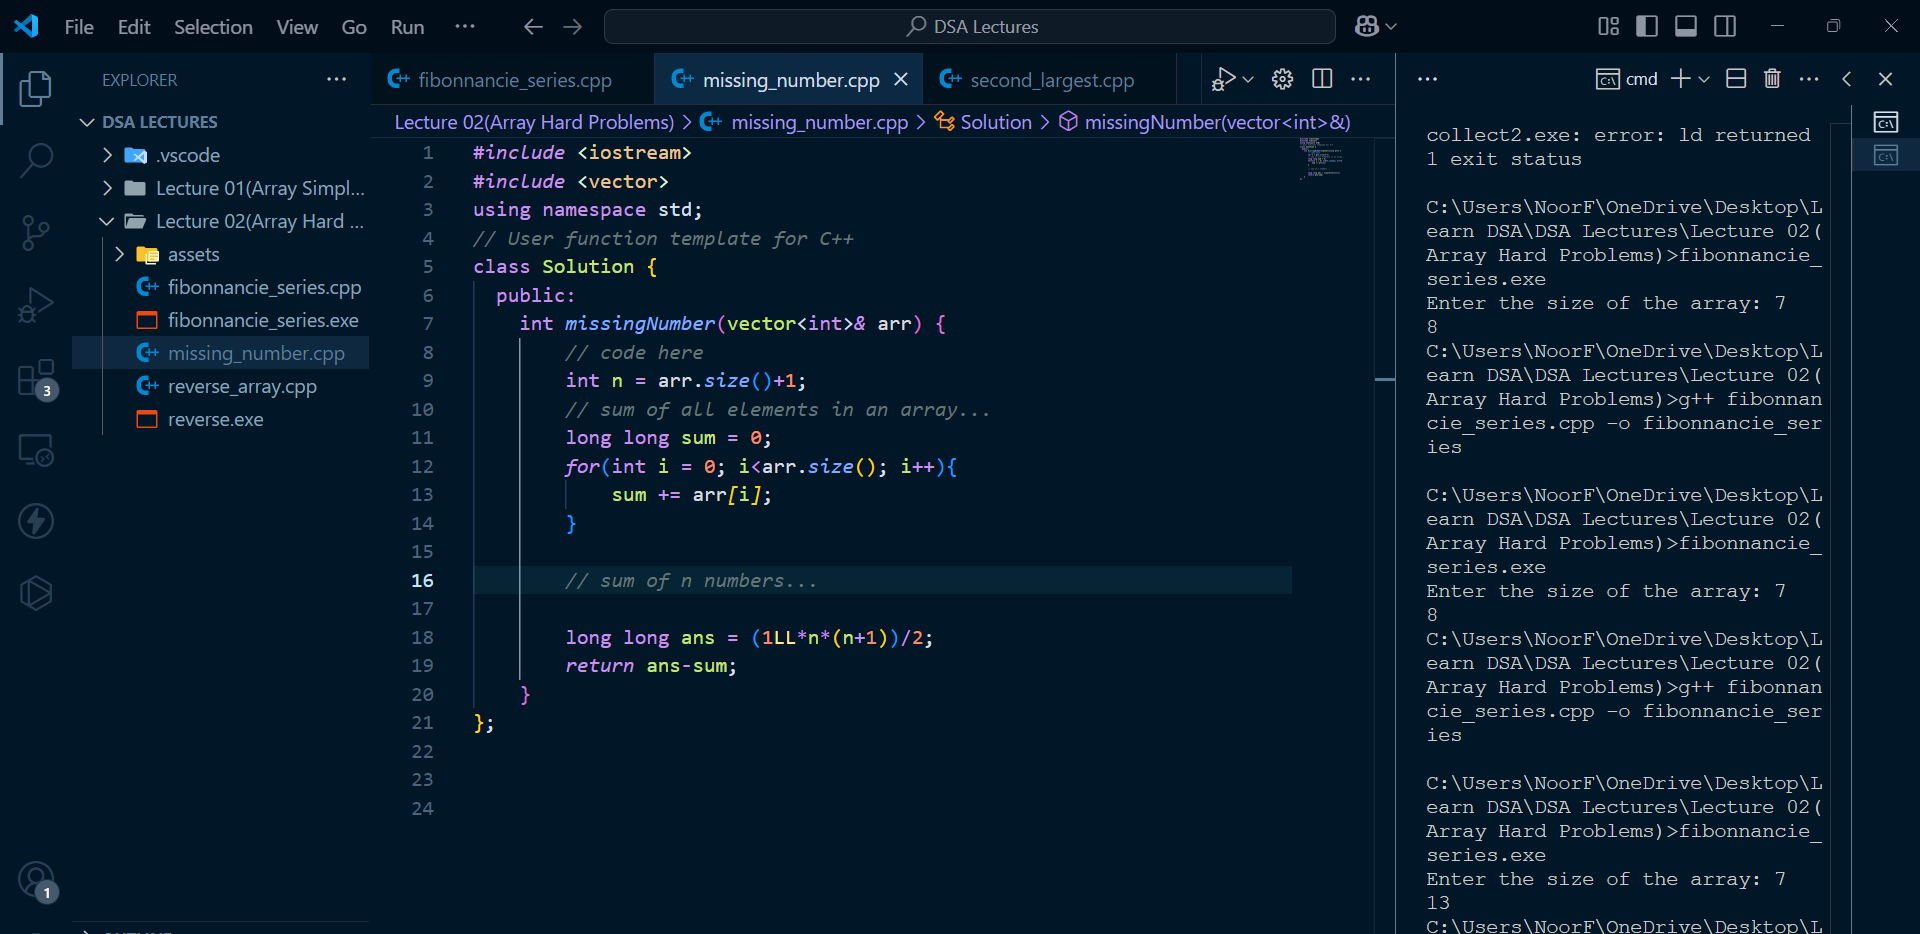 File Edit Selection View Go Run ··· DSA Lectures
EXPLORER
DSA LECTURES
.vscode
Lecture 01(Array Simpl...
Lecture 02(Array Hard ...
assets
fibonnancie_series.cpp
fibonnancie_series.exe
missing_number.cpp
reverse_array.cpp
reverse.exe
3
1
fibonnancie_series.cpp missing_number.cpp second_largest.cpp
Lecture 02(Array Hard Problems) > missing_number.cpp > Solution > missingNumber(vector<int>&)
1 #include <iostream>
2 #include <vector>
3 using namespace std;
4 // User function template for C++
5 class Solution {
6 public:
7 int missingNumber(vector<int>& arr) {
8 // code here
9 int n = arr.size()+1;
10 // sum of all elements in an array...
11 long long sum = 0;
12 for(int i = 0; i<arr.size(); i++){
13 sum += arr[i];
14 }
15
16 // sum of n numbers...
17
18 long long ans = (1LL*n*(n+1))/2;
19 return ans-sum;
20 }
21 };
22
23
24
cmd
collect2.exe: error: ld returned
1 exit status
C:\Users\NoorF\OneDrive\Desktop\L
earn DSA\DSA Lectures\Lecture 02(
Array Hard Problems)>fibonnancie_
series.exe
Enter the size of the array: 7
8
C:\Users\NoorF\OneDrive\Desktop\L
earn DSA\DSA Lectures\Lecture 02(
Array Hard Problems)>g++ fibonnan
cie_series.cpp -o fibonnancie_ser
ies
C:\Users\NoorF\OneDrive\Desktop\L
earn DSA\DSA Lectures\Lecture 02(
Array Hard Problems)>fibonnancie_
series.exe
Enter the size of the array: 7
8
C:\Users\NoorF\OneDrive\Desktop\L
earn DSA\DSA Lectures\Lecture 02(
Array Hard Problems)>g++ fibonnan
cie_series.cpp -o fibonnancie_ser
ies
C:\Users\NoorF\OneDrive\Desktop\L
earn DSA\DSA Lectures\Lecture 02(
Array Hard Problems)>fibonnancie_
series.exe
Enter the size of the array: 7
13
C:\Users\NoorF\OneDrive\Desktop\L